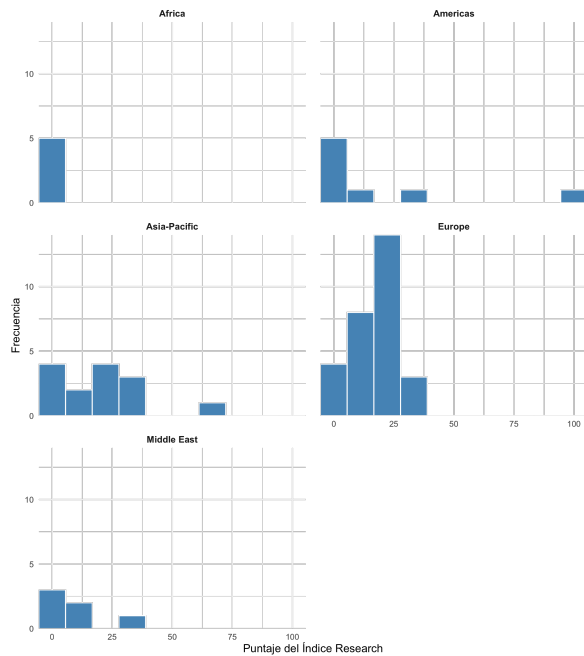 Africa Americas
10
5
0
Asia-Pacific Europe
Frecuencia
10
5
0
0 25 50 75 100
Middle East
10
5
0
0 25 50 75 100
Puntaje del Índice Research